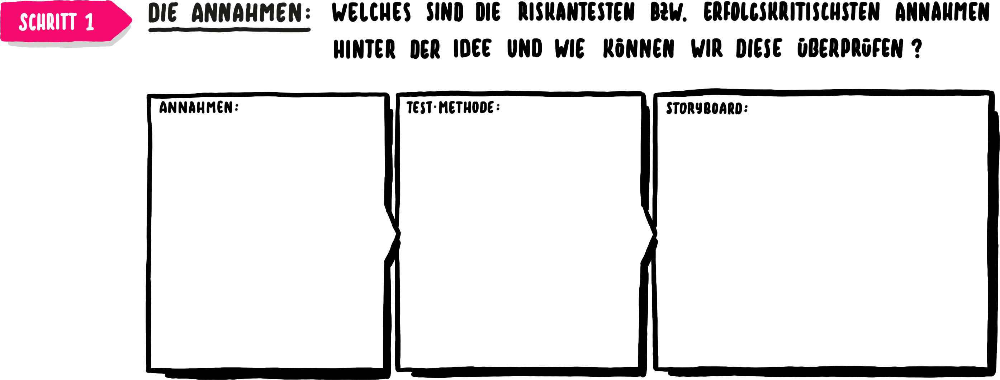 SCHRITT 1
DIE ANNAHMEN: WELCHES SIND DIE RISKANTESTEN BZW. ERFOLGSKRITISCHSTEN ANNAHMEN
HINTER DER IDEE UND WIE KÖNNEN WIR DIESE ÜBERPRÜFEN?
ANNAHMEN:
TEST-METHODE:
STORYBOARD: